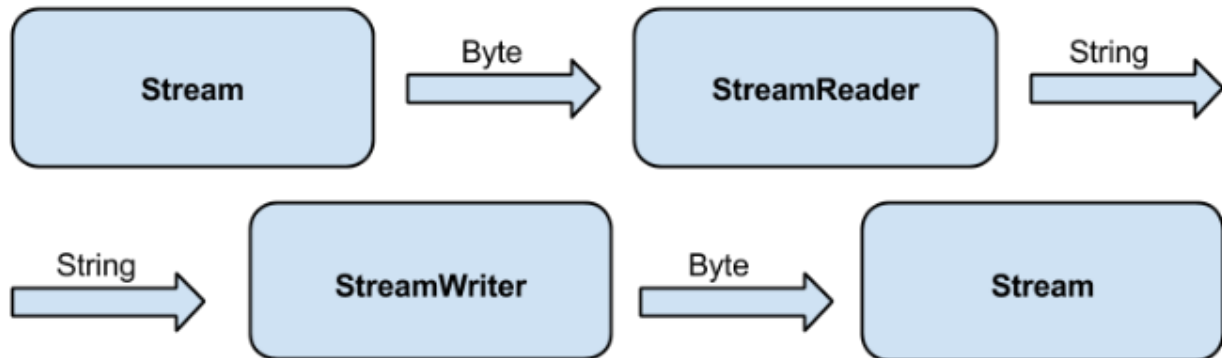 Stream
Byte
StreamReader
String
String
StreamWriter
Byte
Stream